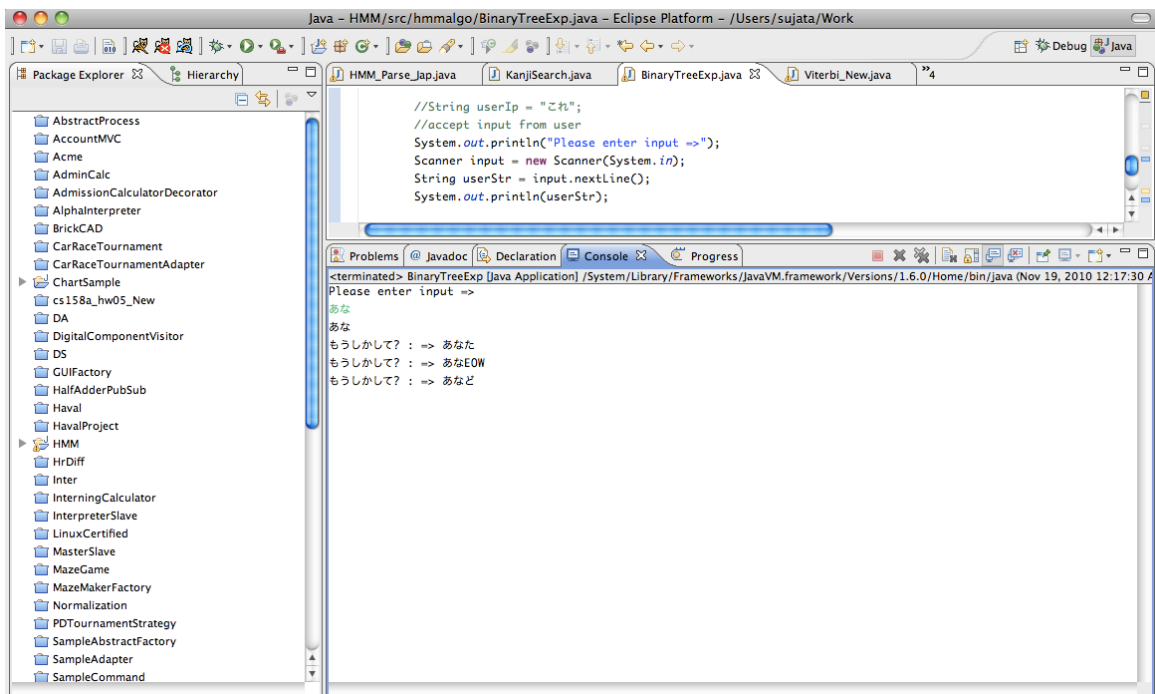 Java – HMM/src/hmmalgo/BinaryTreeExp.java – Eclipse Platform – /Users/sujata/Work
Debug Java
Package Explorer Hierarchy
AbstractProcess
AccountMVC
Acme
AdminCalc
AdmissionCalculatorDecorator
AlphaInterpreter
BrickCAD
CarRaceTournament
CarRaceTournamentAdapter
ChartSample
cs158a_hw05_New
DA
DigitalComponentVisitor
DS
GUIFactory
HalfAdderPubSub
Haval
HavalProject
HMM
HrDiff
Inter
InterningCalculator
InterpreterSlave
LinuxCertified
MasterSlave
MazeGame
MazeMakerFactory
Normalization
PDTournamentStrategy
SampleAbstractFactory
SampleAdapter
SampleCommand
HMM_Parse_Jap.java KanjiSearch.java BinaryTreeExp.java Viterbi_New.java »4
//String userIp = "これ";
//accept input from user
System.out.println("Please enter input =>");
Scanner input = new Scanner(System.in);
String userStr = input.nextLine();
System.out.println(userStr);
Problems @ Javadoc Declaration Console Progress
<terminated> BinaryTreeExp [Java Application] /System/Library/Frameworks/JavaVM.framework/Versions/1.6.0/Home/bin/java (Nov 19, 2010 12:17:30
Please enter input =>
あな
あな
もうしかして? : => あなた
もうしかして? : => あなEOW
もうしかして? : => あなど